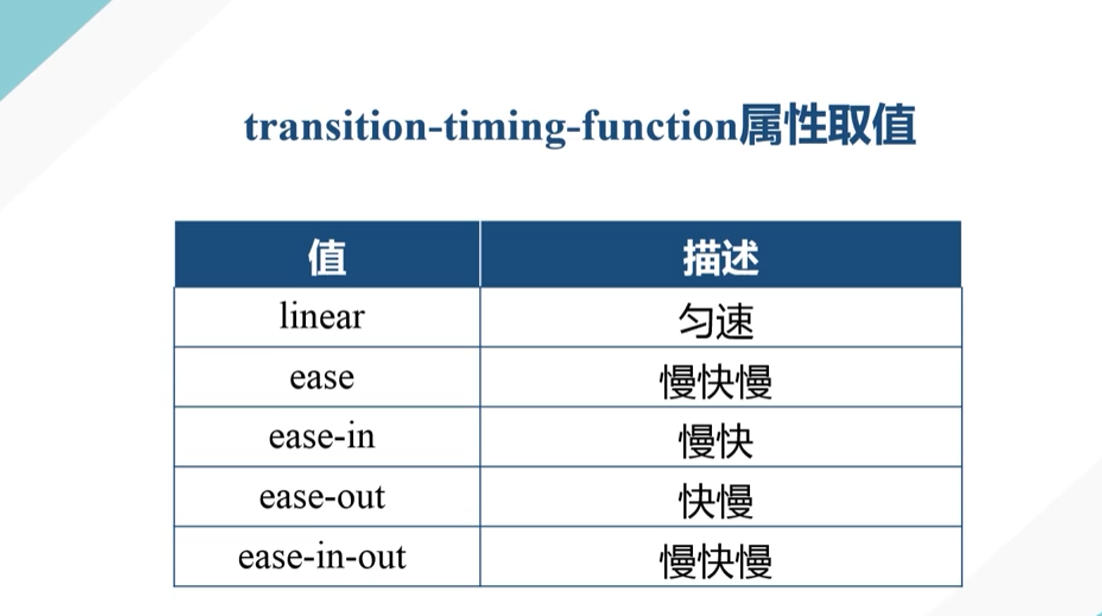 transition-timing-function属性取值
值 描述
linear 匀速
ease 慢快慢
ease-in 慢快
ease-out 快慢
ease-in-out 慢快慢